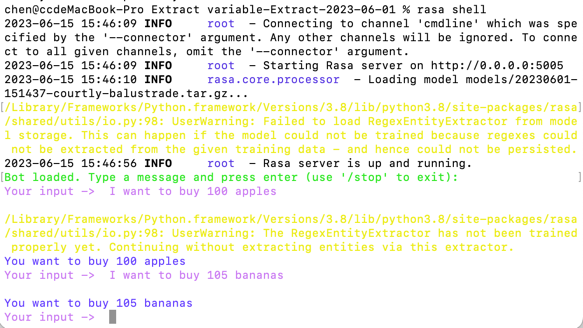 chen@ccdeMacBook-Pro Extract variable-Extract-2023-06-01 % rasa shell
2023-06-15 15:46:09 INFO     root  - Connecting to channel 'cmdline' which was spe
cified by the '--connector' argument. Any other channels will be ignored. To conne
ct to all given channels, omit the '--connector' argument.
2023-06-15 15:46:09 INFO     root  - Starting Rasa server on http://0.0.0.0:5005
2023-06-15 15:46:10 INFO     rasa.core.processor  - Loading model models/20230601-
151437-courtly-balustrade.tar.gz...
[/Library/Frameworks/Python.framework/Versions/3.8/lib/python3.8/site-packages/rasa]
/shared/utils/io.py:98: UserWarning: Failed to load RegexEntityExtractor from mode
l storage. This can happen if the model could not be trained because regexes could
 not be extracted from the given training data - and hence could not be persisted.
2023-06-15 15:46:56 INFO     root  - Rasa server is up and running.
[Bot loaded. Type a message and press enter (use '/stop' to exit): ]
Your input ->  I want to buy 100 apples
/Library/Frameworks/Python.framework/Versions/3.8/lib/python3.8/site-packages/rasa
/shared/utils/io.py:98: UserWarning: The RegexEntityExtractor has not been trained
 properly yet. Continuing without extracting entities via this extractor.
You want to buy 100 apples
Your input ->  I want to buy 105 bananas
You want to buy 105 bananas
Your input ->